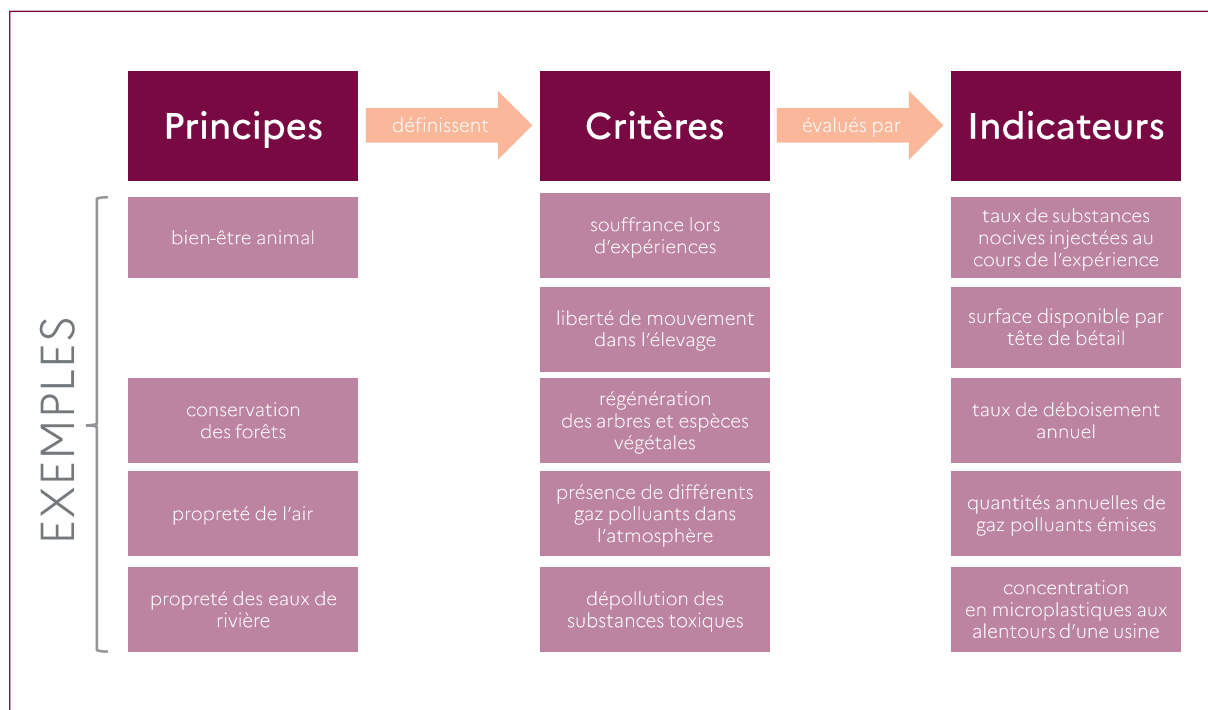 Principes
définissent
Critères
évalués par
Indicateurs
EXEMPLES
bien-être animal
souffrance lors
d’expériences
taux de substances
nocives injectées au
cours de l’expérience
liberté de mouvement
dans l’élevage
surface disponible par
tête de bétail
conservation
des forêts
régénération
des arbres et espèces
végétales
taux de déboisement
annuel
propreté de l’air
présence de différents
gaz polluants dans
l’atmosphère
quantités annuelles de
gaz polluants émises
propreté des eaux de
rivière
dépollution des
substances toxiques
concentration
en microplastiques aux
alentours d’une usine